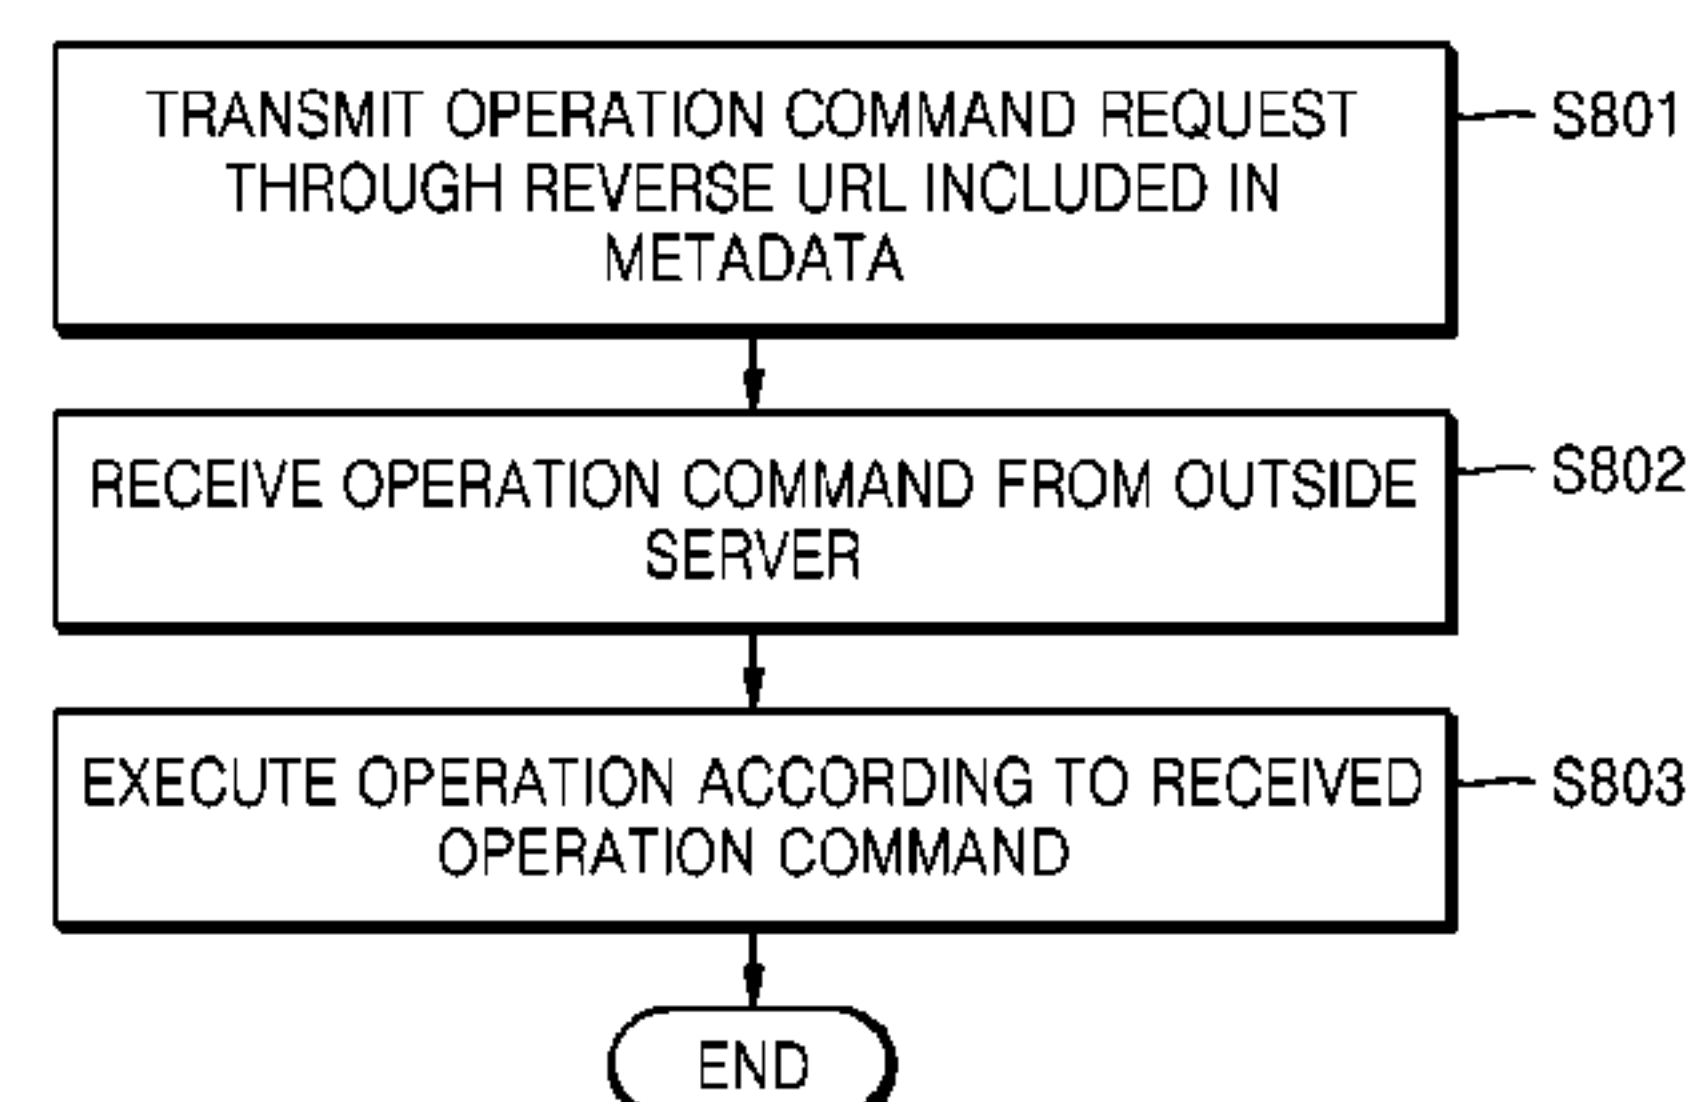 TRANSMIT OPERATION COMMAND REQUEST
THROUGH REVERSE URL INCLUDED IN
METADATA
S801
RECEIVE OPERATION COMMAND FROM OUTSIDE
SERVER
S802
EXECUTE OPERATION ACCORDING TO RECEIVED
OPERATION COMMAND
S803
END